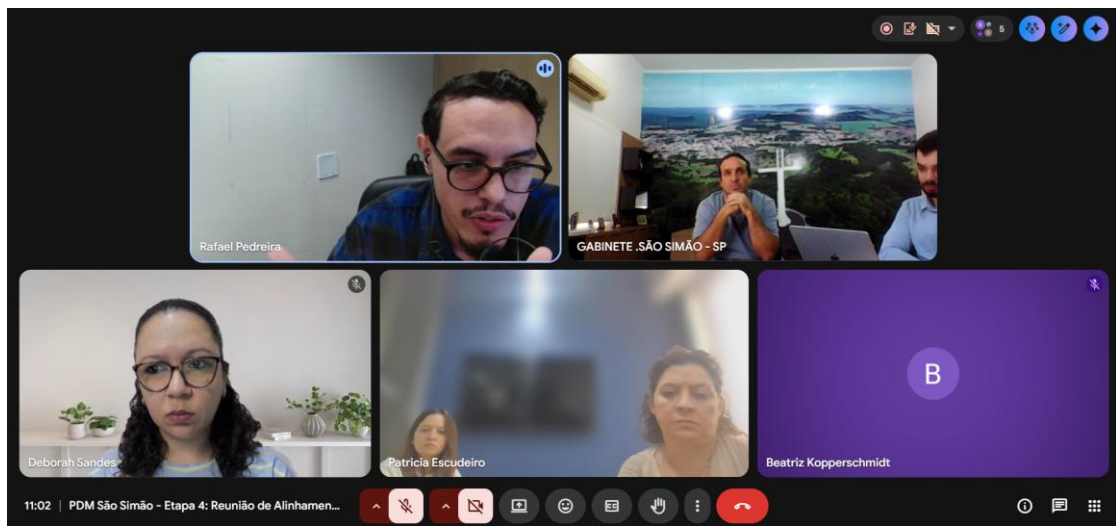 5
Rafael Pedreira
GABINETE .SÃO SIMÃO - SP
Deborah Sandes
Patricia Escudeiro
B
Beatriz Kopperschmidt
11:02 | PDM São Simão - Etapa 4: Reunião de Alinhamen...
CC